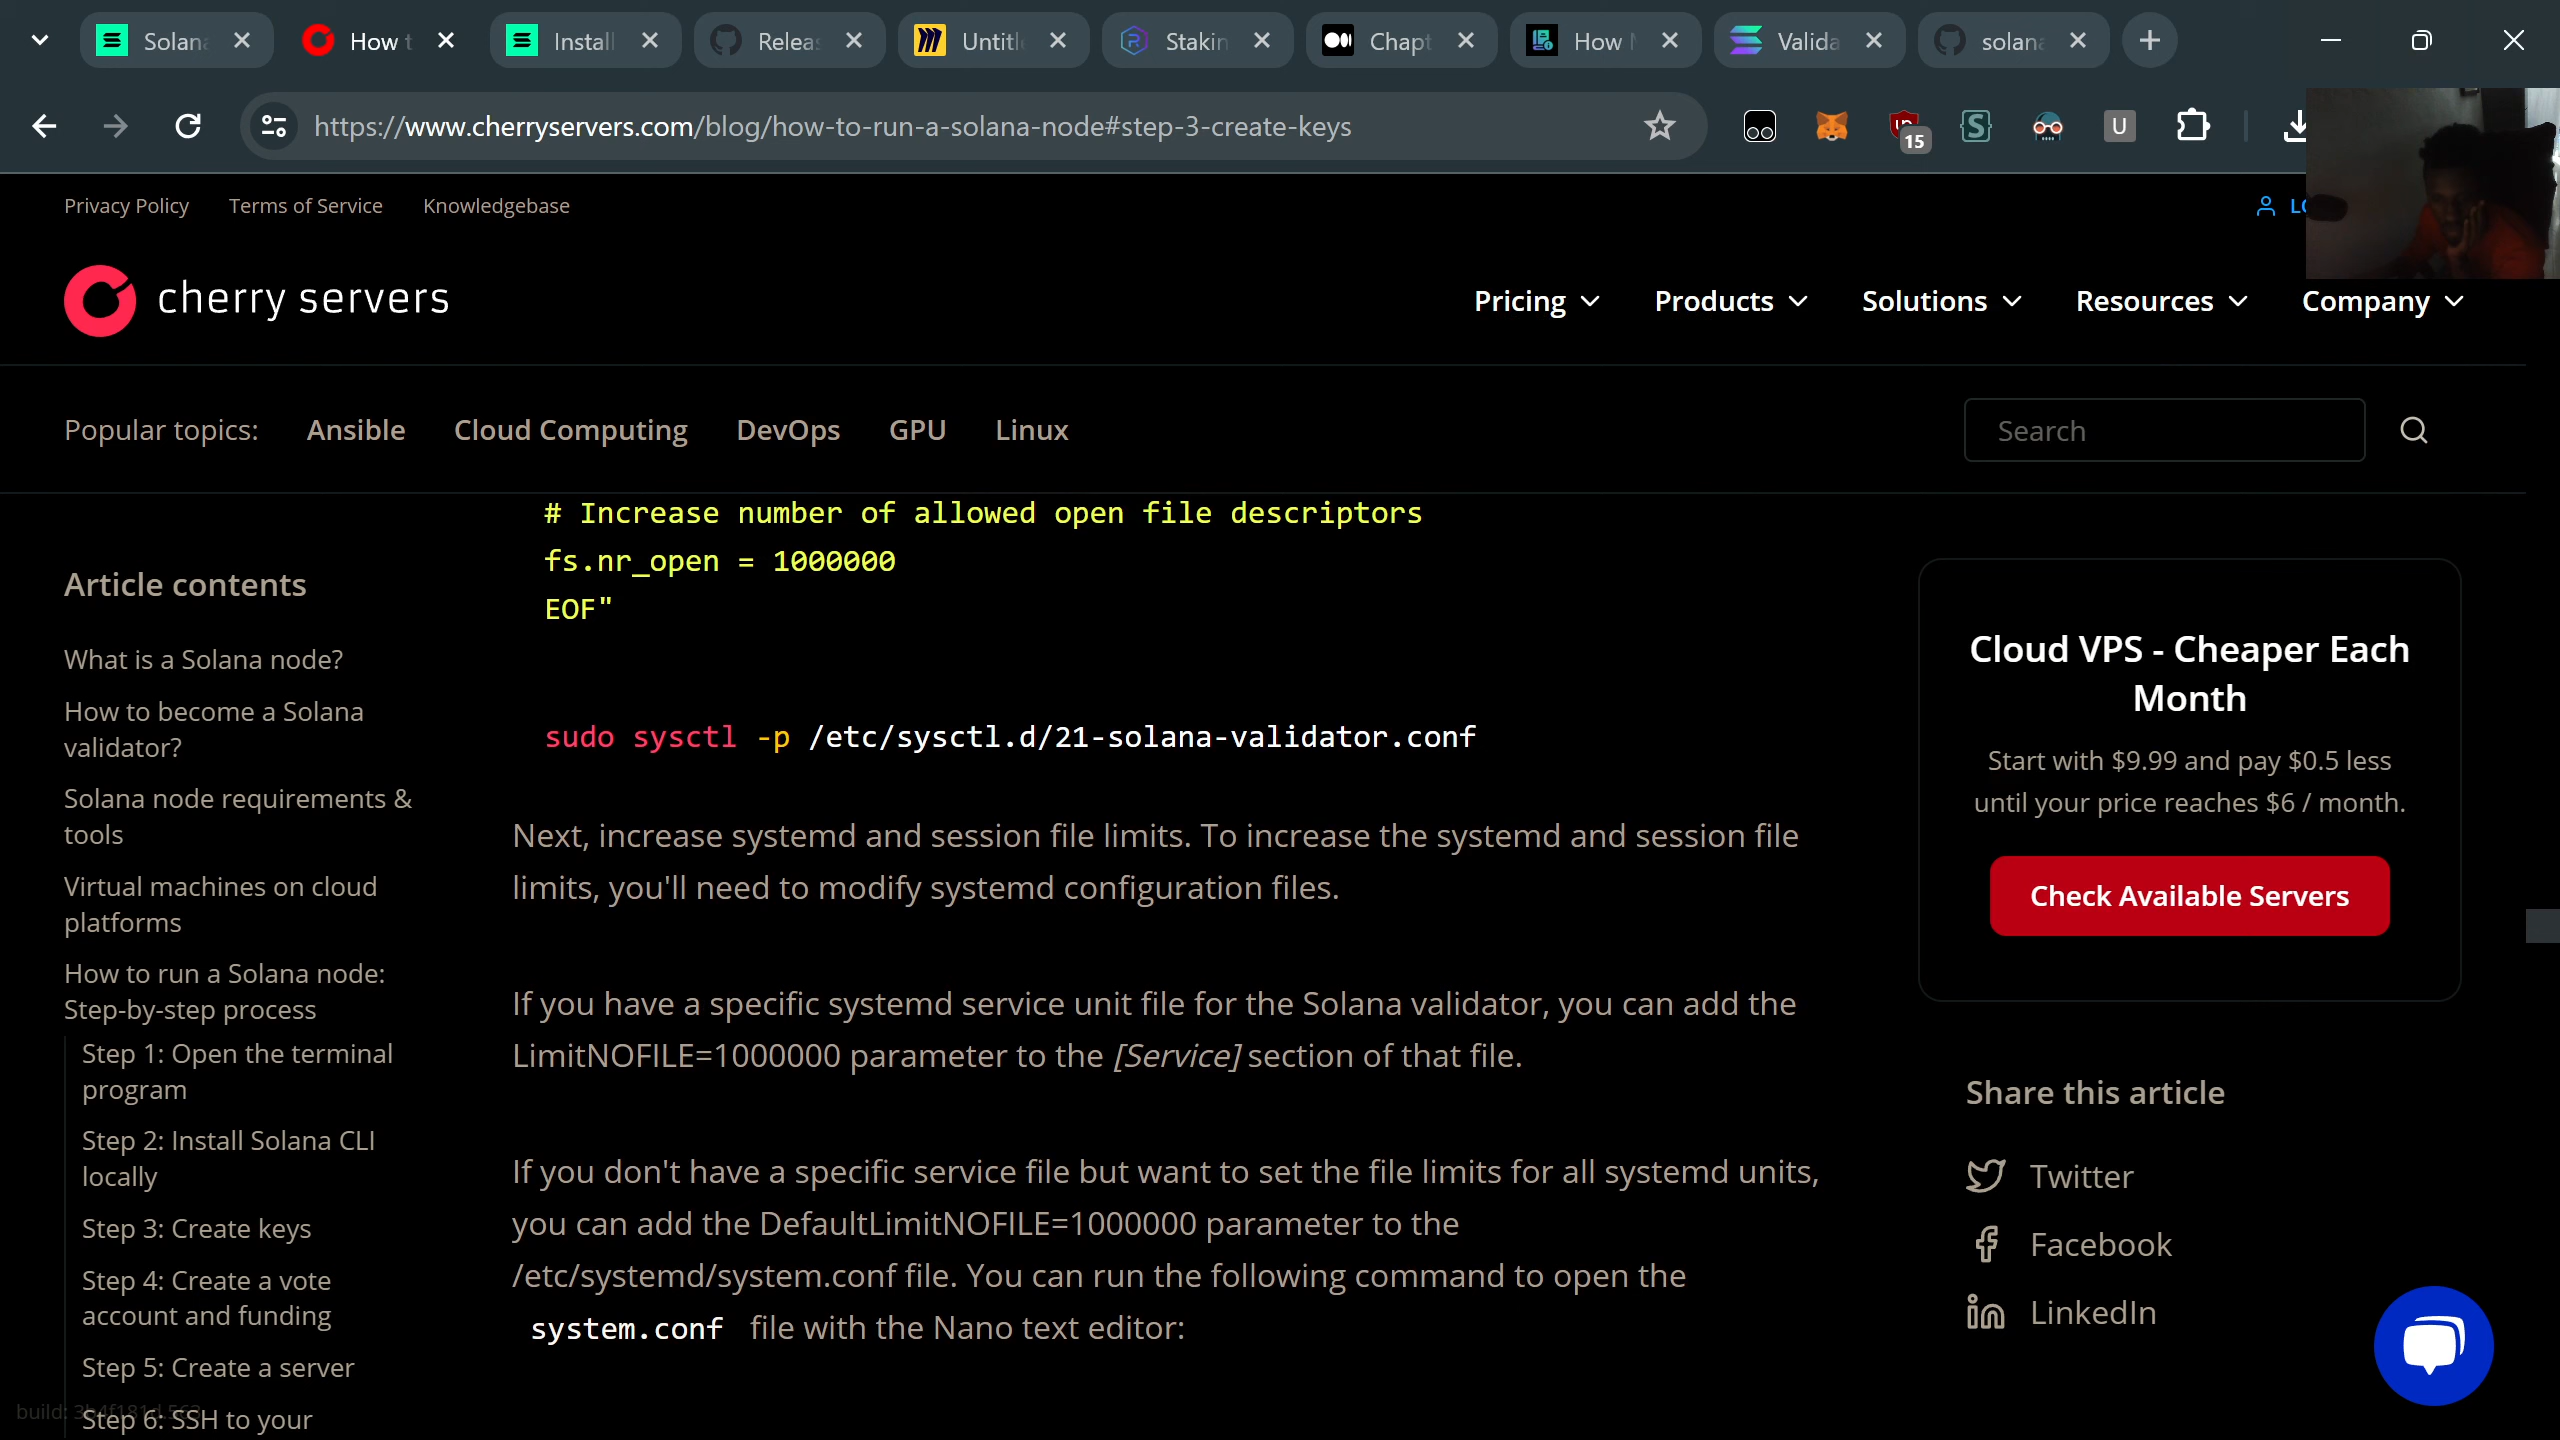 Solana
How t
Install
Relea
Untitl
Stakin
Chapt
How
Valida
solana
https://www.cherryservers.com/blog/how-to-run-a-solana-node#step-3-create-keys
15
U
Privacy Policy
Terms of Service
Knowledgebase
cherry servers
Pricing
Products
Solutions
Resources
Company
Popular topics:
Ansible
Cloud Computing
DevOps
GPU
Linux
Search
# Increase number of allowed open file descriptors
fs.nr_open = 1000000
EOF"
sudo sysctl -p /etc/sysctl.d/21-solana-validator.conf
Next, increase systemd and session file limits. To increase the systemd and session file
limits, you'll need to modify systemd configuration files.
If you have a specific systemd service unit file for the Solana validator, you can add the
LimitNOFILE=1000000 parameter to the [Service] section of that file.
If you don't have a specific service file but want to set the file limits for all systemd units,
you can add the DefaultLimitNOFILE=1000000 parameter to the
/etc/systemd/system.conf file. You can run the following command to open the
system.conf file with the Nano text editor:
Article contents
What is a Solana node?
How to become a Solana
validator?
Solana node requirements &
tools
Virtual machines on cloud
platforms
How to run a Solana node:
Step-by-step process
Step 1: Open the terminal
program
Step 2: Install Solana CLI
locally
Step 3: Create keys
Step 4: Create a vote
account and funding
Step 5: Create a server
Step 6: SSH to your
build:
Cloud VPS - Cheaper Each
Month
Start with $9.99 and pay $0.5 less
until your price reaches $6 / month.
Check Available Servers
Share this article
Twitter
Facebook
LinkedIn